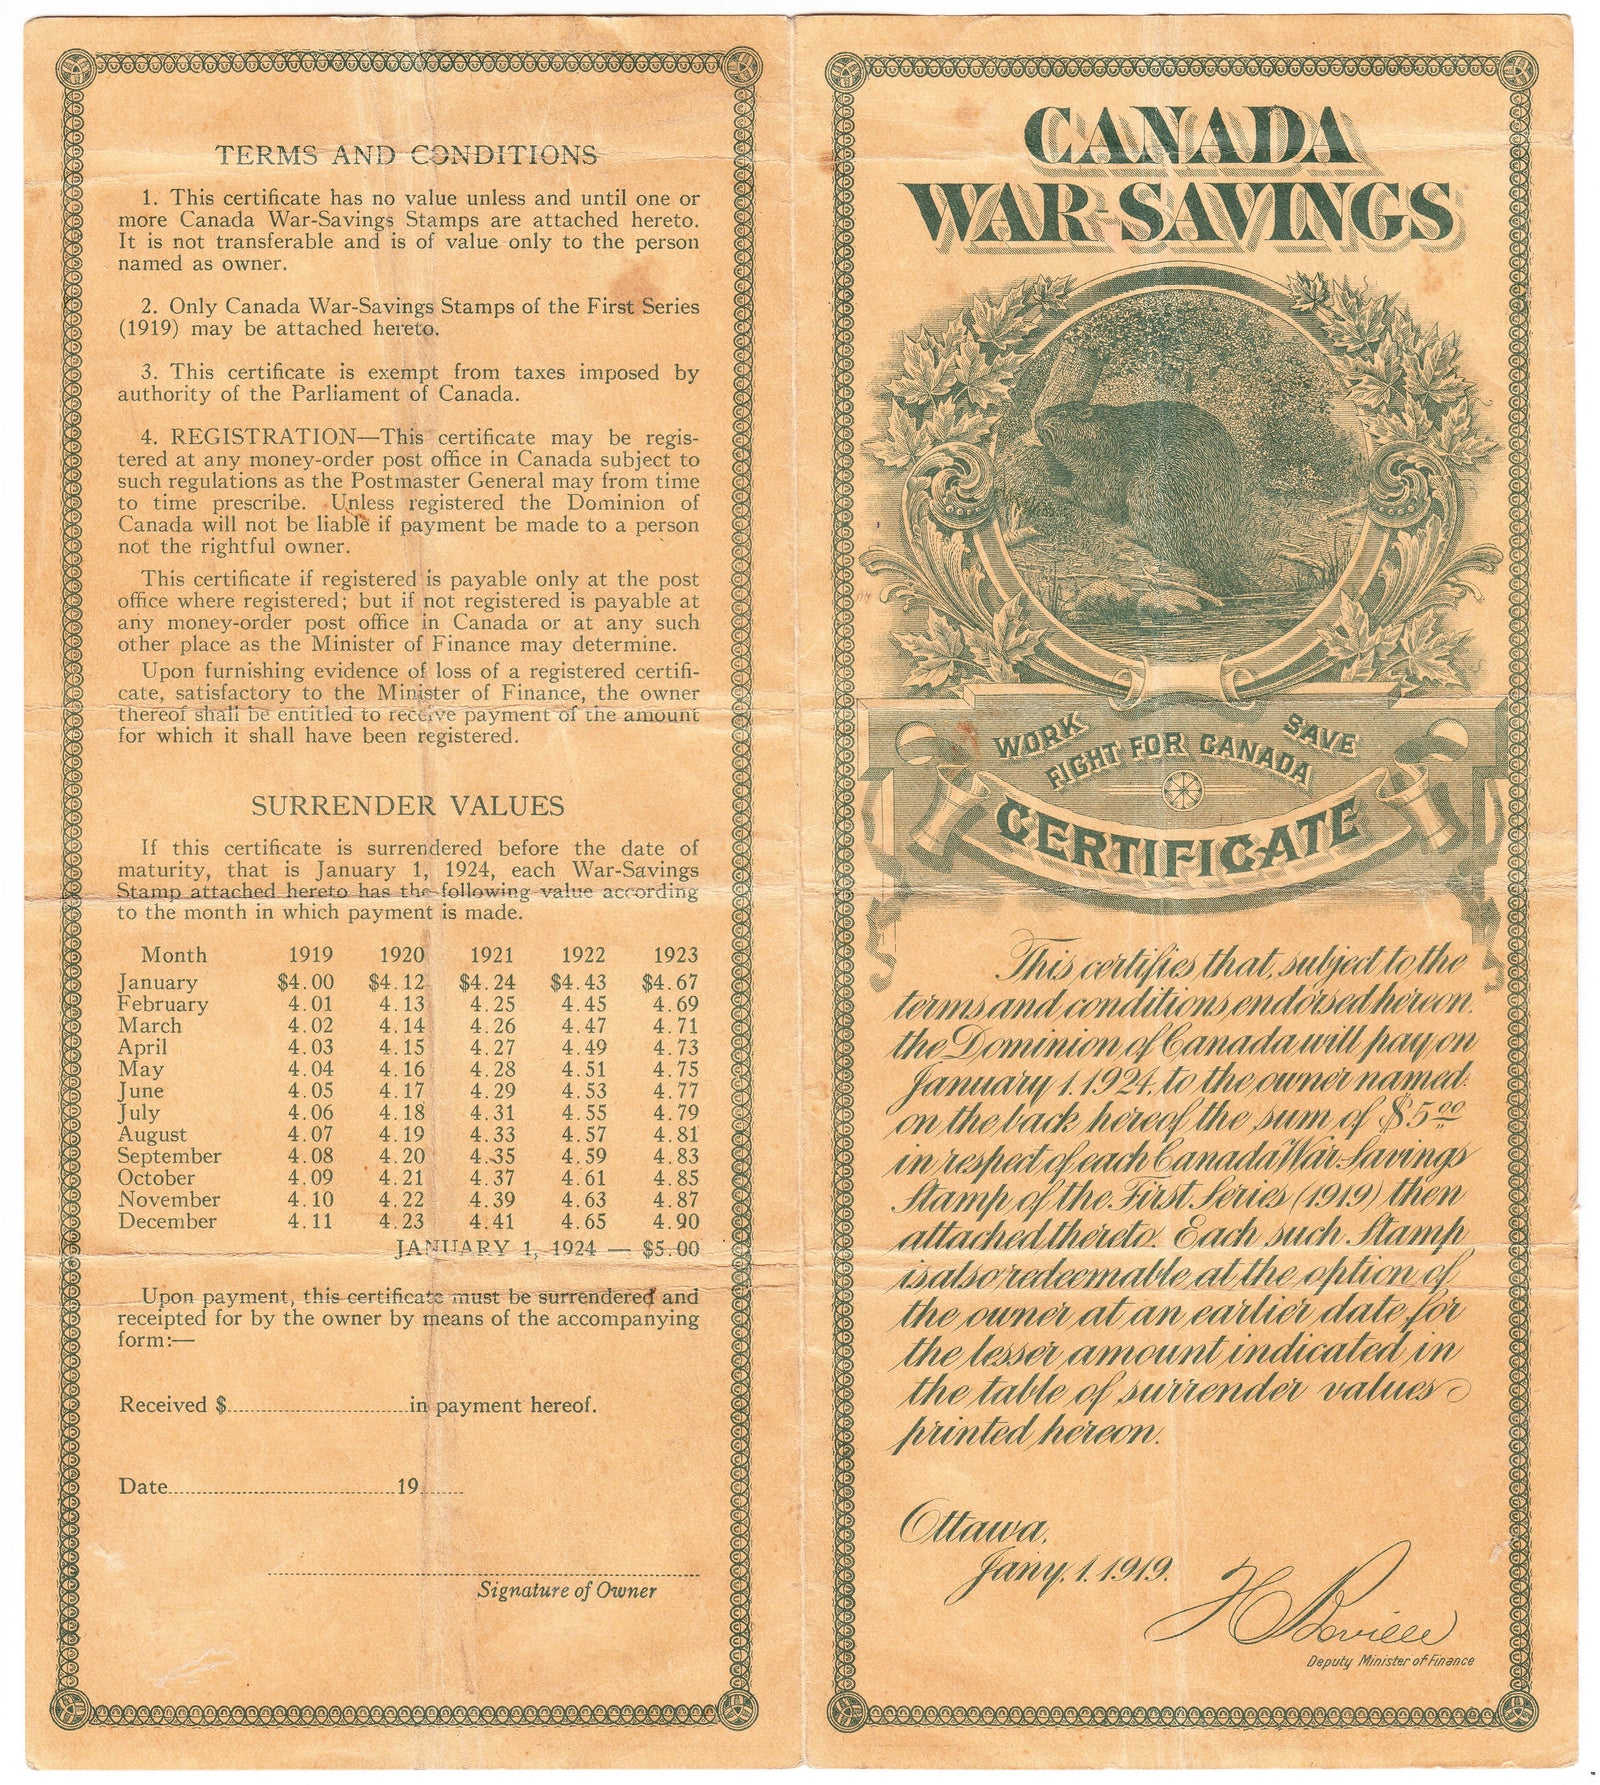 TERMS AND CONDITIONS
1. This certificate has no value unless and until one or
more Canada War-Savings Stamps are attached hereto.
It is not transferable and is of value only to the person
named as owner.
2. Only Canada War-Savings Stamps of the First Series
(1919) may be attached hereto.
3. This certificate is exempt from taxes imposed by
authority of the Parliament of Canada.
4. REGISTRATION—This certificate may be regis-
tered at any money-order post office in Canada subject to
such regulations as the Postmaster General may from time
to time prescribe. Unless registered the Dominion of
Canada will not be liable if payment be made to a person
not the rightful owner.
This certificate if registered is payable only at the post
office where registered; but if not registered is payable at
any money-order post office in Canada or at any such
other place as the Minister of Finance may determine.
Upon furnishing evidence of loss of a registered certifi-
cate, satisfactory to the Minister of Finance, the owner
thereof shall be entitled to receive payment of the amount
for which it shall have been registered.
SURRENDER VALUES
If this certificate is surrendered before the date of
maturity, that is January 1, 1924, each War-Savings
Stamp attached hereto has the following value according
to the month in which payment is made.
Month 1919 1920 1921 1922 1923
January $4.00 $4.12 $4.24 $4.43 $4.67
February 4.01 4.13 4.25 4.45 4.69
March 4.02 4.14 4.26 4.47 4.71
April 4.03 4.15 4.27 4.49 4.73
May 4.04 4.16 4.28 4.51 4.75
June 4.05 4.17 4.29 4.53 4.77
July 4.06 4.18 4.31 4.55 4.79
August 4.07 4.19 4.33 4.57 4.81
September 4.08 4.20 4.35 4.59 4.83
October 4.09 4.21 4.37 4.61 4.85
November 4.10 4.22 4.39 4.63 4.87
December 4.11 4.23 4.41 4.65 4.90
JANUARY 1, 1924 — $5.00
Upon payment, this certificate must be surrendered and
receipted for by the owner by means of the accompanying
form:—
Received $ in payment hereof.
Date 19
Signature of Owner
CANADA
WAR-SAVINGS
WORK SAVE
FIGHT FOR CANADA
CERTIFICATE
This certifies that, subject to the
terms and conditions endorsed hereon,
the Dominion of Canada will pay on
January 1.1924, to the owner named
on the back hereof the sum of $5.00
in respect of each Canada War-Savings
Stamp of the First Series (1919) then
attached thereto. Each such Stamp
is also redeemable at the option of
the owner at an earlier date for
the lesser amount indicated in
the table of surrender values
printed hereon.
Ottawa,
Jany. 1. 1919.
Deputy Minister of Finance